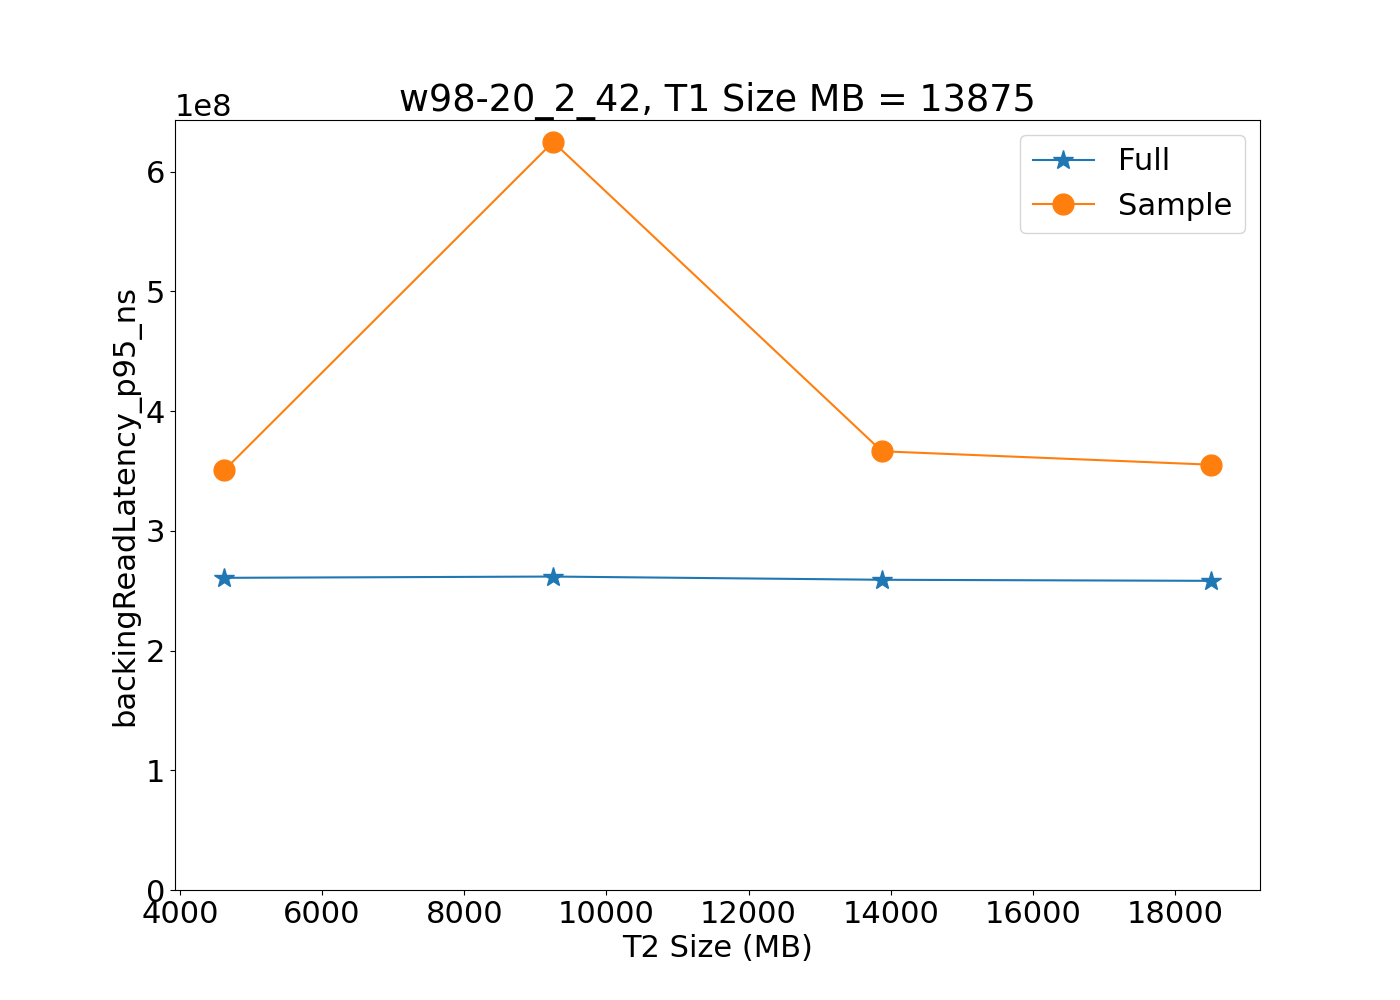 w98-20_2_42, T1 Size MB = 13875
1e8
Full
Sample
6
5
4
3
2
1
0
backingReadLatency_p95_ns
4000 6000 8000 10000 12000 14000 16000 18000
T2 Size (MB)